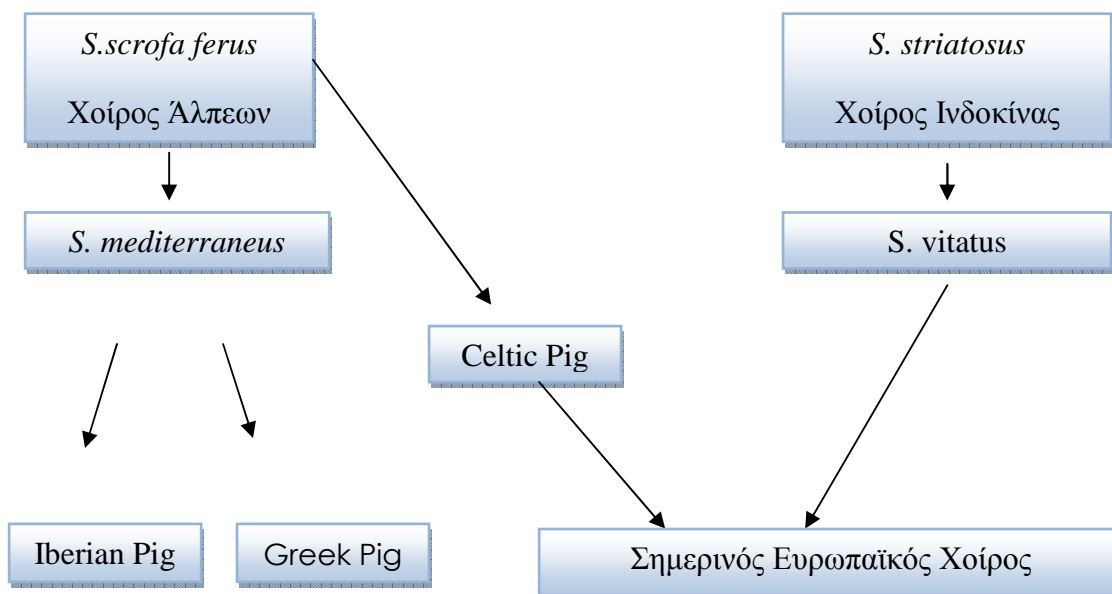 S.scrofa ferus
Χοίρος Άλπεων
S. striatosus
Χοίρος Ινδοκίνας
S. mediterraneus
S. vitatus
Celtic Pig
Iberian Pig
Greek Pig
Σημερινός Ευρωπαϊκός Χοίρος